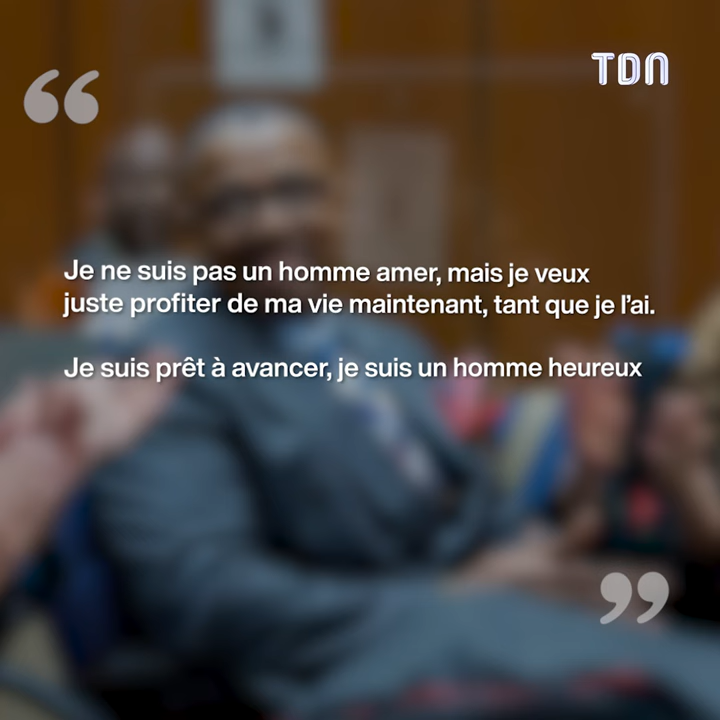 TDN
“
Je ne suis pas un homme amer, mais je veux
juste profiter de ma vie maintenant, tant que je l’ai.
Je suis prêt à avancer, je suis un homme heureux
”